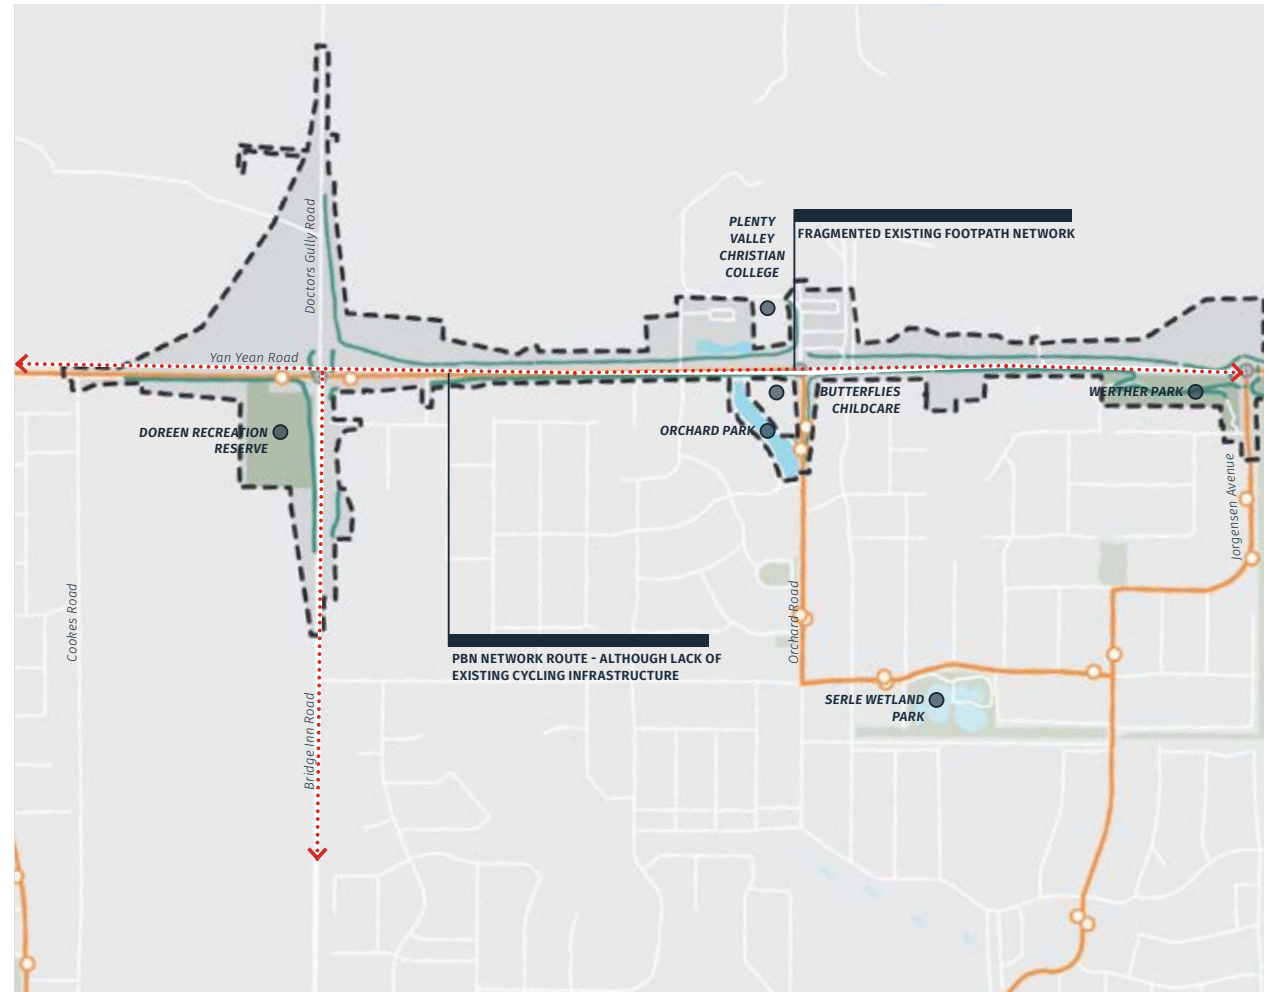 PLENTY
VALLEY
CHRISTIAN
COLLEGE
FRAGMENTED EXISTING FOOTPATH NETWORK
Doctors Gully Road
Yan Yean Road
BUTTERFLIES
CHILDCARE
WERTHER PARK
DOREEN RECREATION
RESERVE
ORCHARD PARK
Jorgensen Avenue
Cookes Road
Orchard Road
PBN NETWORK ROUTE - ALTHOUGH LACK OF
EXISTING CYCLING INFRASTRUCTURE
Bridge Inn Road
SERLE WETLAND
PARK